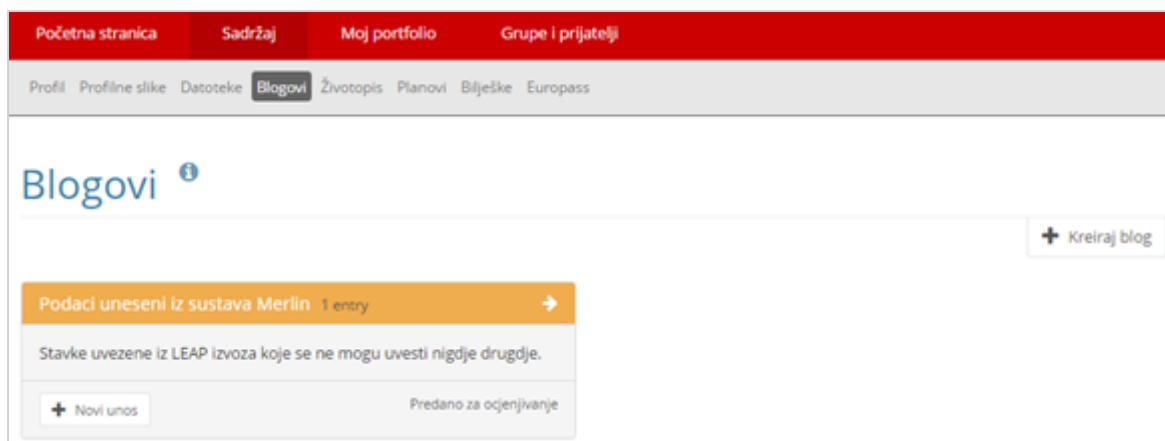 Početna stranica Sadržaj Moj portfolio Grupe i prijatelji
Profil Profilne slike Datoteke Blogovi Životopis Planovi Bilješke Europass
Blogovi
Kreiraj blog
Podaci uneseni iz sustava Merlin 1 entry
Stavke uvezene iz LEAP izvoza koje se ne mogu uvesti nigdje drugdje.
Novi unos Predano za ocjenjivanje